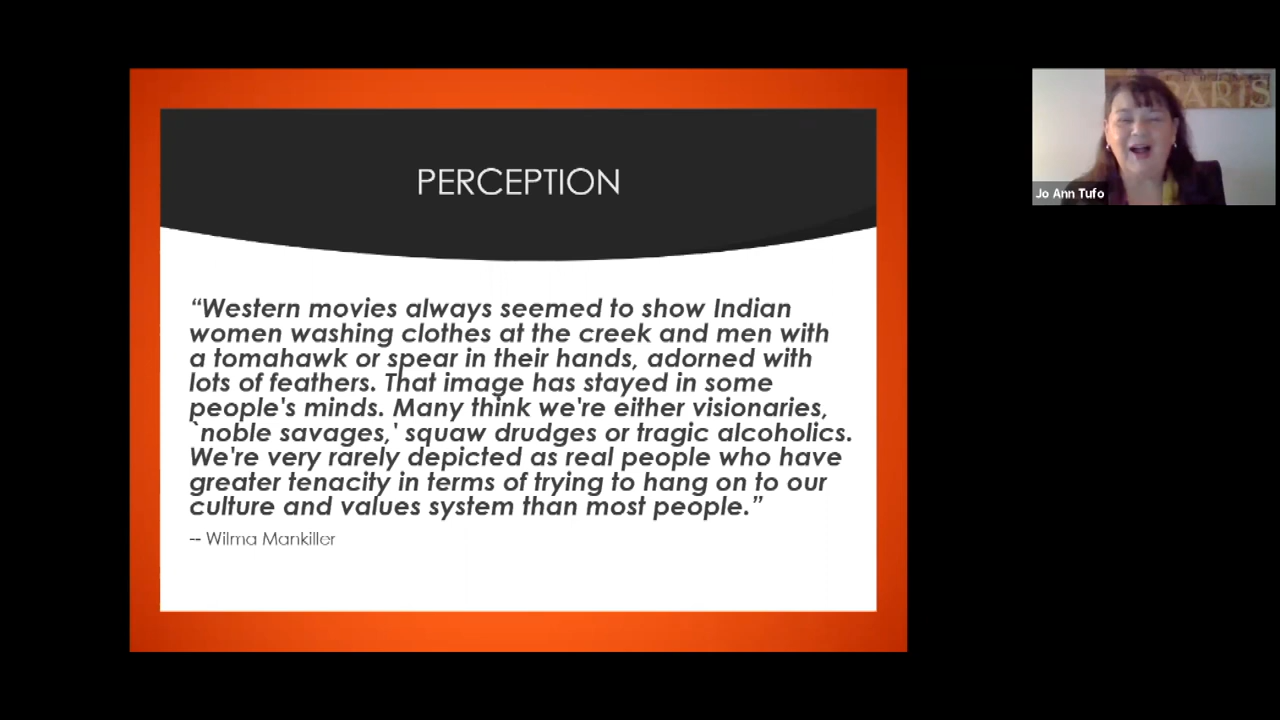 PERCEPTION
“Western movies always seemed to show Indian
women washing clothes at the creek and men with
a tomahawk or spear in their hands, adorned with
lots of feathers. That image has stayed in some
people's minds. Many think we're either visionaries,
`noble savages,' squaw drudges or tragic alcoholics.
We're very rarely depicted as real people who have
greater tenacity in terms of trying to hang on to our
culture and values system than most people.”
-- Wilma Mankiller
PARIS
Jo Ann Tufo